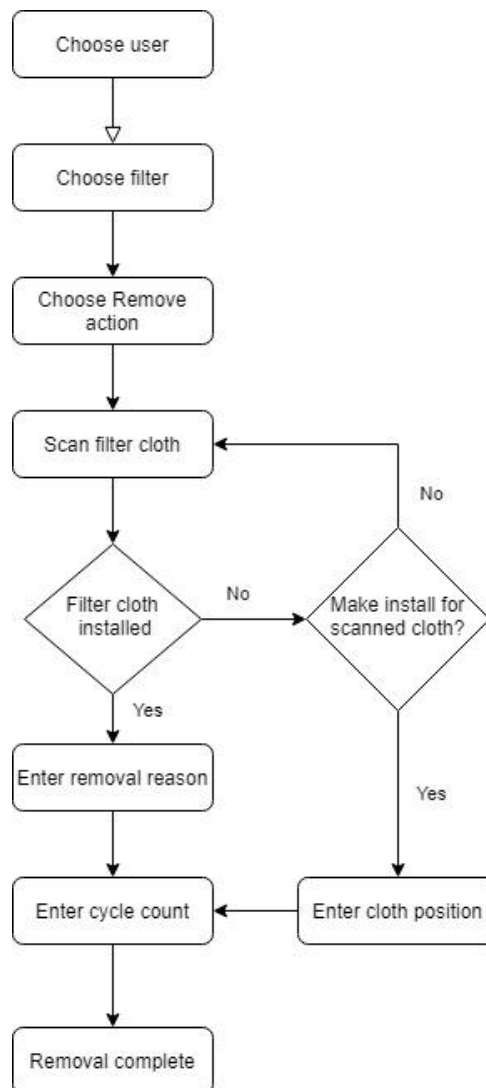 Choose user
Choose filter
Choose Remove
action
Scan filter cloth
No
Filter cloth
installed
No
Make install for
scanned cloth?
Yes
Enter removal reason
Yes
Enter cycle count
Enter cloth position
Removal complete